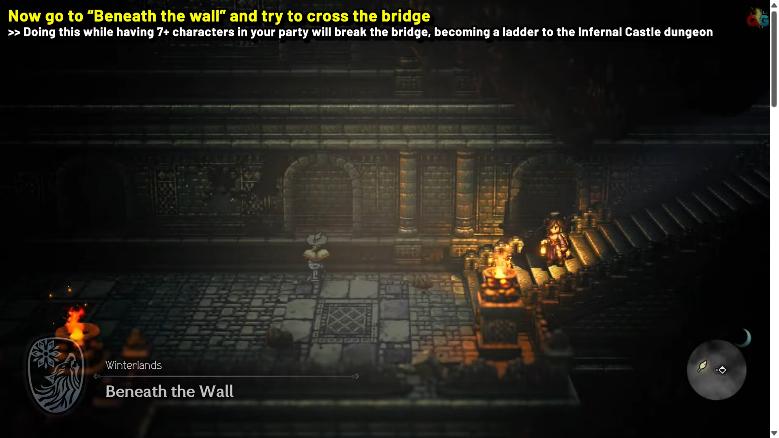 Now go to “Beneath the wall” and try to cross the bridge
>> Doing this while having 7+ characters in your party will break the bridge, becoming a ladder to the Infernal Castle dungeon
OG
Winterlands
Beneath the Wall